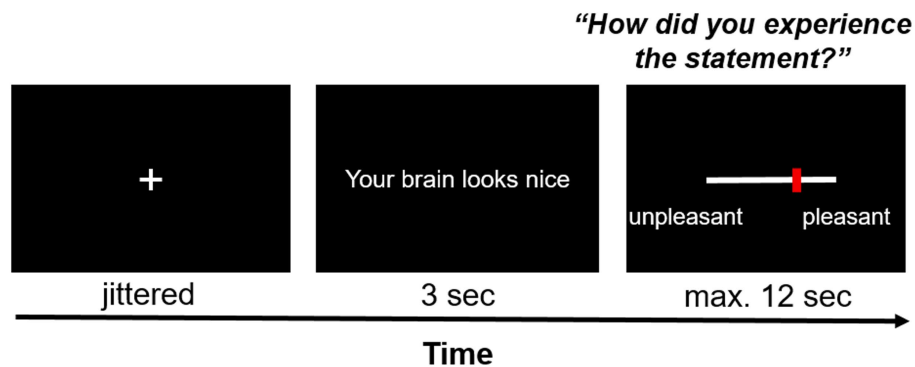 “How did you experience
the statement?”
+
Your brain looks nice
unpleasant pleasant
jittered
3 sec
max. 12 sec
Time